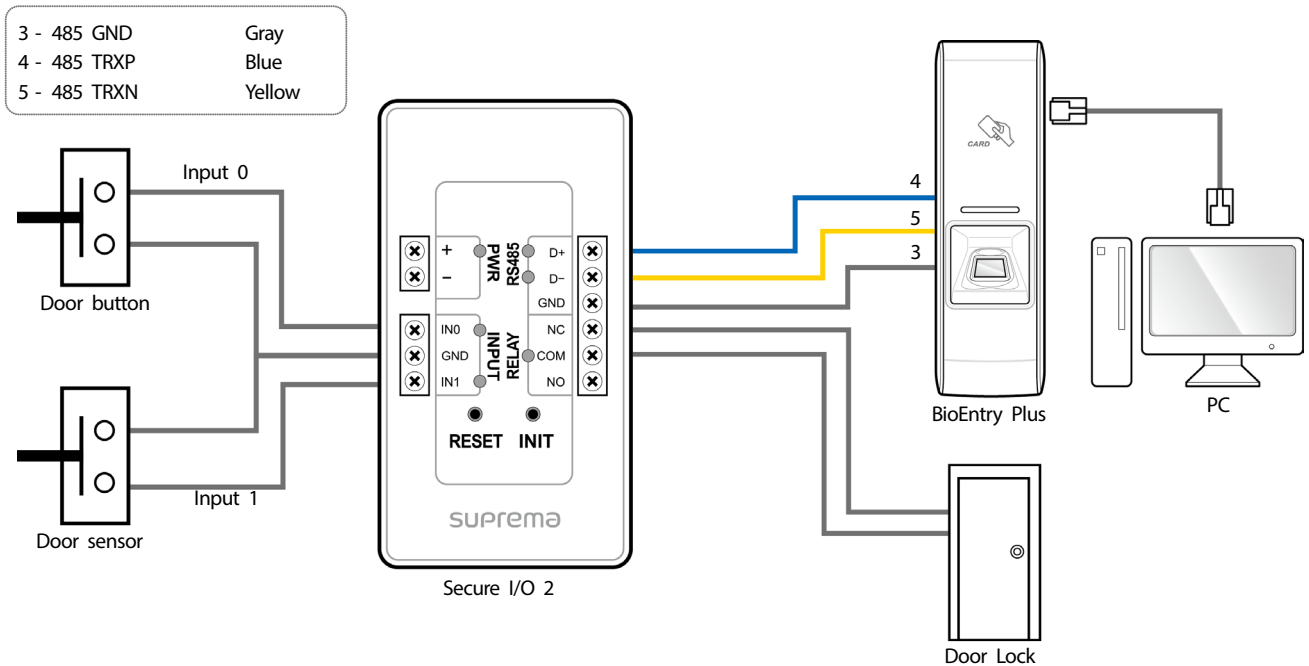 3 - 485 GND Gray
4 - 485 TRXP Blue
5 - 485 TRXN Yellow
Input 0
Door button
Input 1
Door sensor
+
−
PWR
RS485
D+
D−
GND
IN0
GND
IN1
INPUT
RELAY
NC
COM
NO
RESET INIT
suprema
Secure I/O 2
4
5
3
CARD
BioEntry Plus
PC
Door Lock